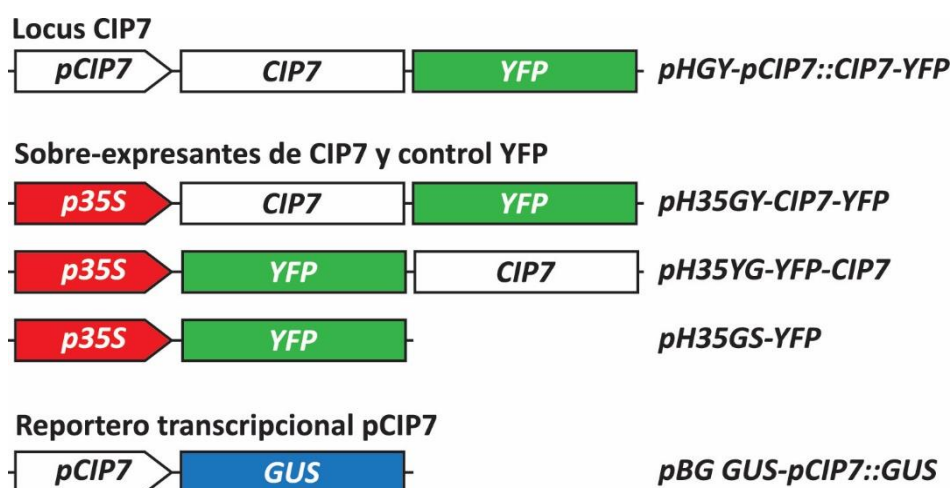 Locus CIP7
pCIP7 CIP7 YFP pHGY-pCIP7::CIP7-YFP
Sobre-expresantes de CIP7 y control YFP
p35S CIP7 YFP pH35GY-CIP7-YFP
p35S YFP CIP7 pH35YG-YFP-CIP7
p35S YFP pH35GS-YFP
Reportero transcripcional pCIP7
pCIP7 GUS pBG GUS-pCIP7::GUS